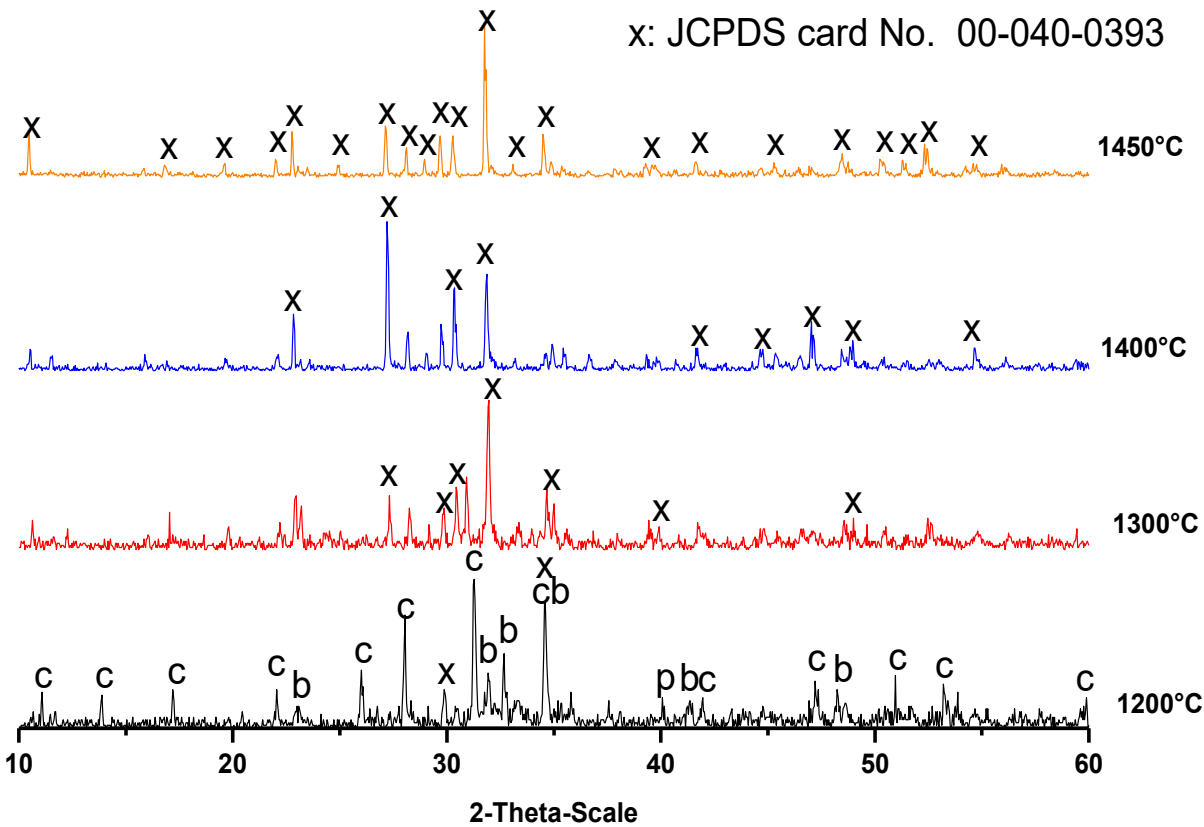 x: JCPDS card No. 00-040-0393
x x x x x x x x x x x x x x x x x x x x x x
1450°C
x x x x x x x x x
1400°C
x x x x x x x x
1300°C
x
c c c c c b c c c x b b cb p b c c b c c c
1200°C
10 20 30 40 50 60
2-Theta-Scale